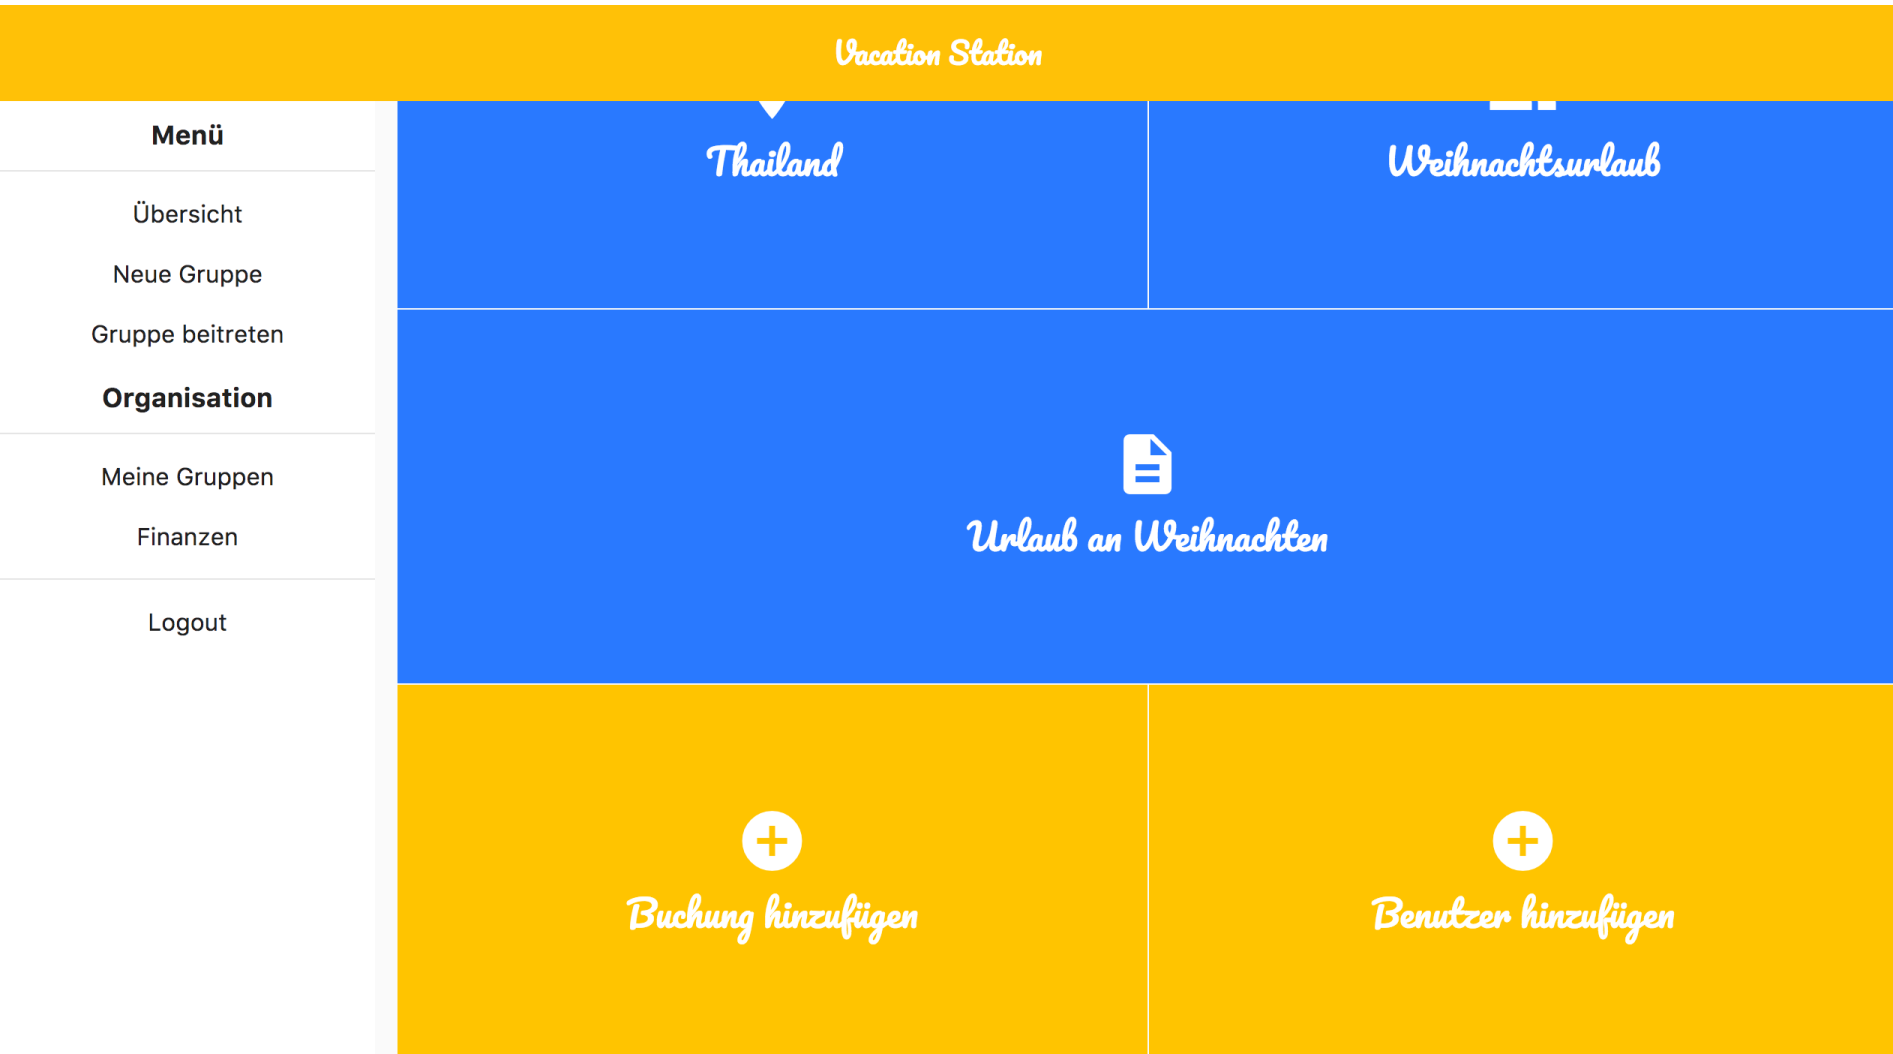 Vacation Station
Menü
Übersicht
Neue Gruppe
Gruppe beitreten
Organisation
Meine Gruppen
Finanzen
Logout
Thailand
Weihnachtsurlaub
Urlaub an Weihnachten
Buchung hinzufügen
Benutzer hinzufügen